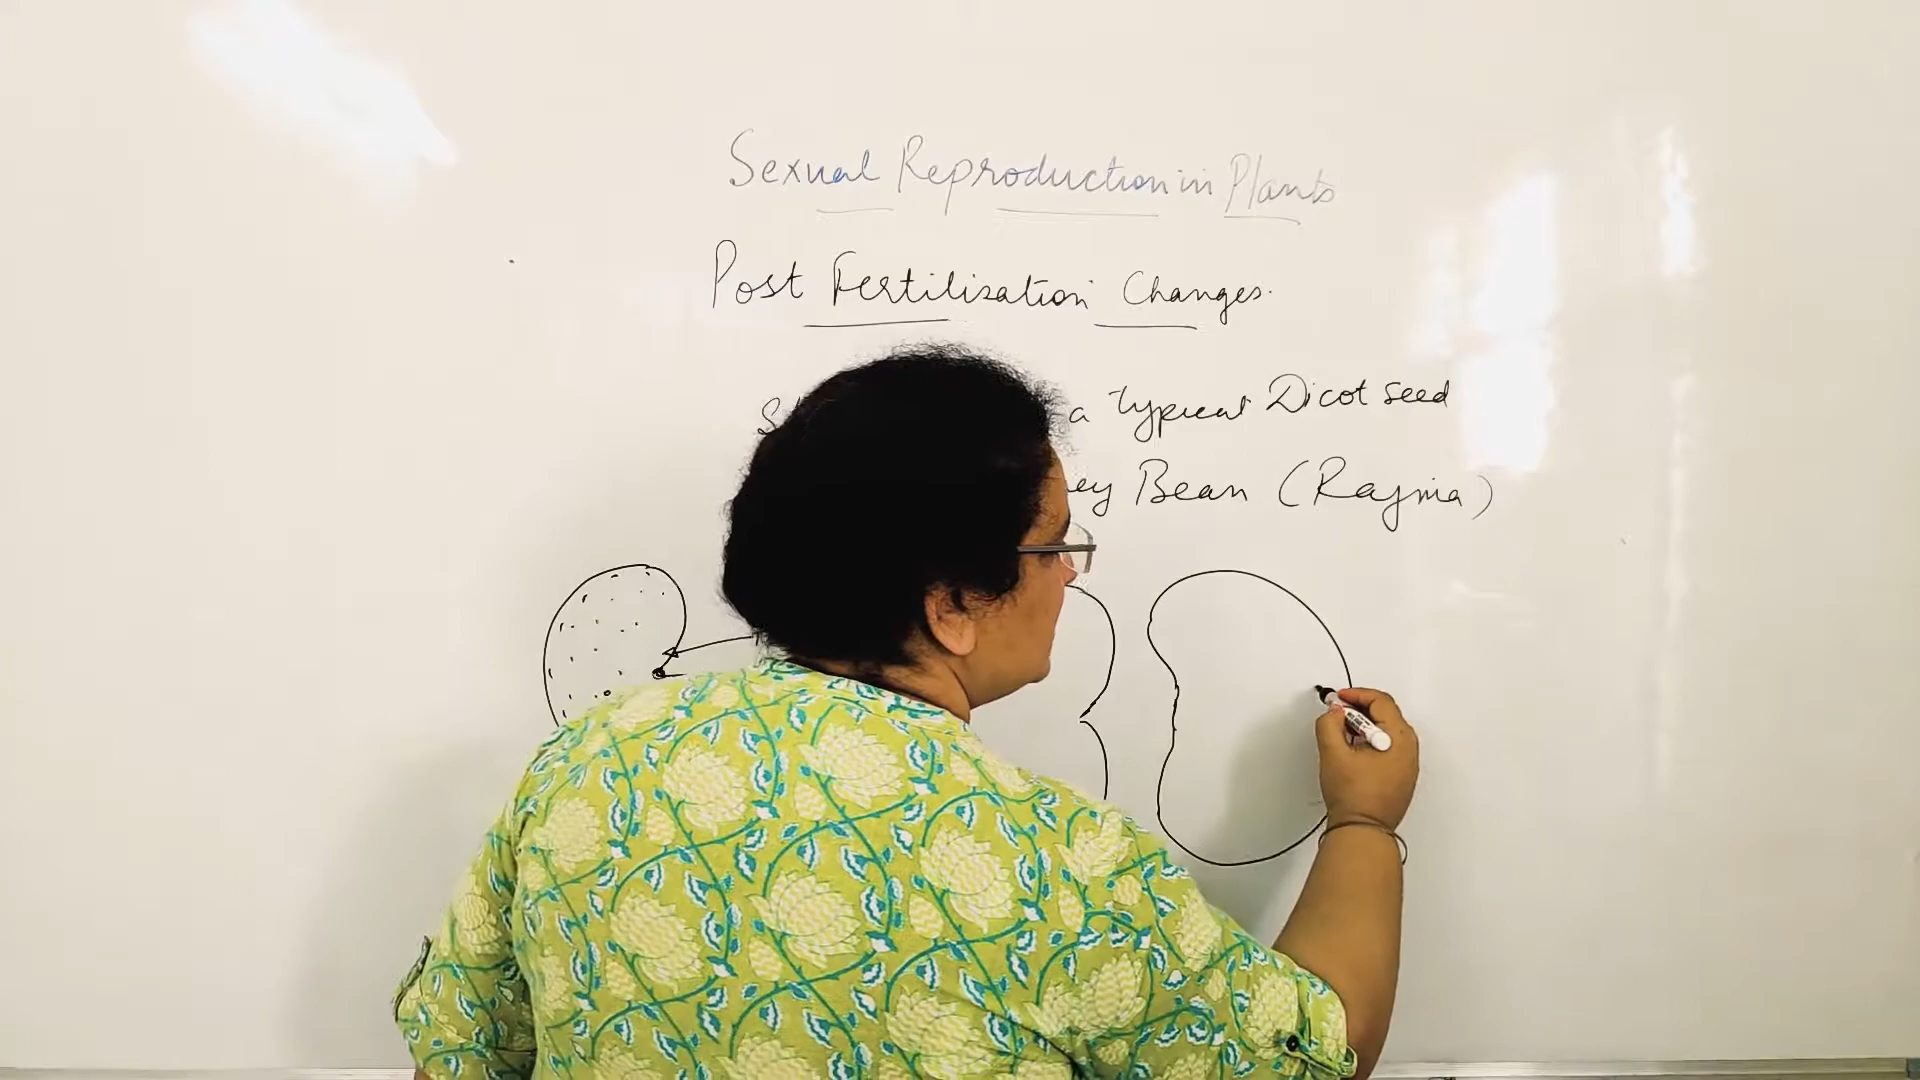 Sexual Reproduction in Plants
Post Fertilization Changes.
a typical Dicot seed
Bean (Rajma)